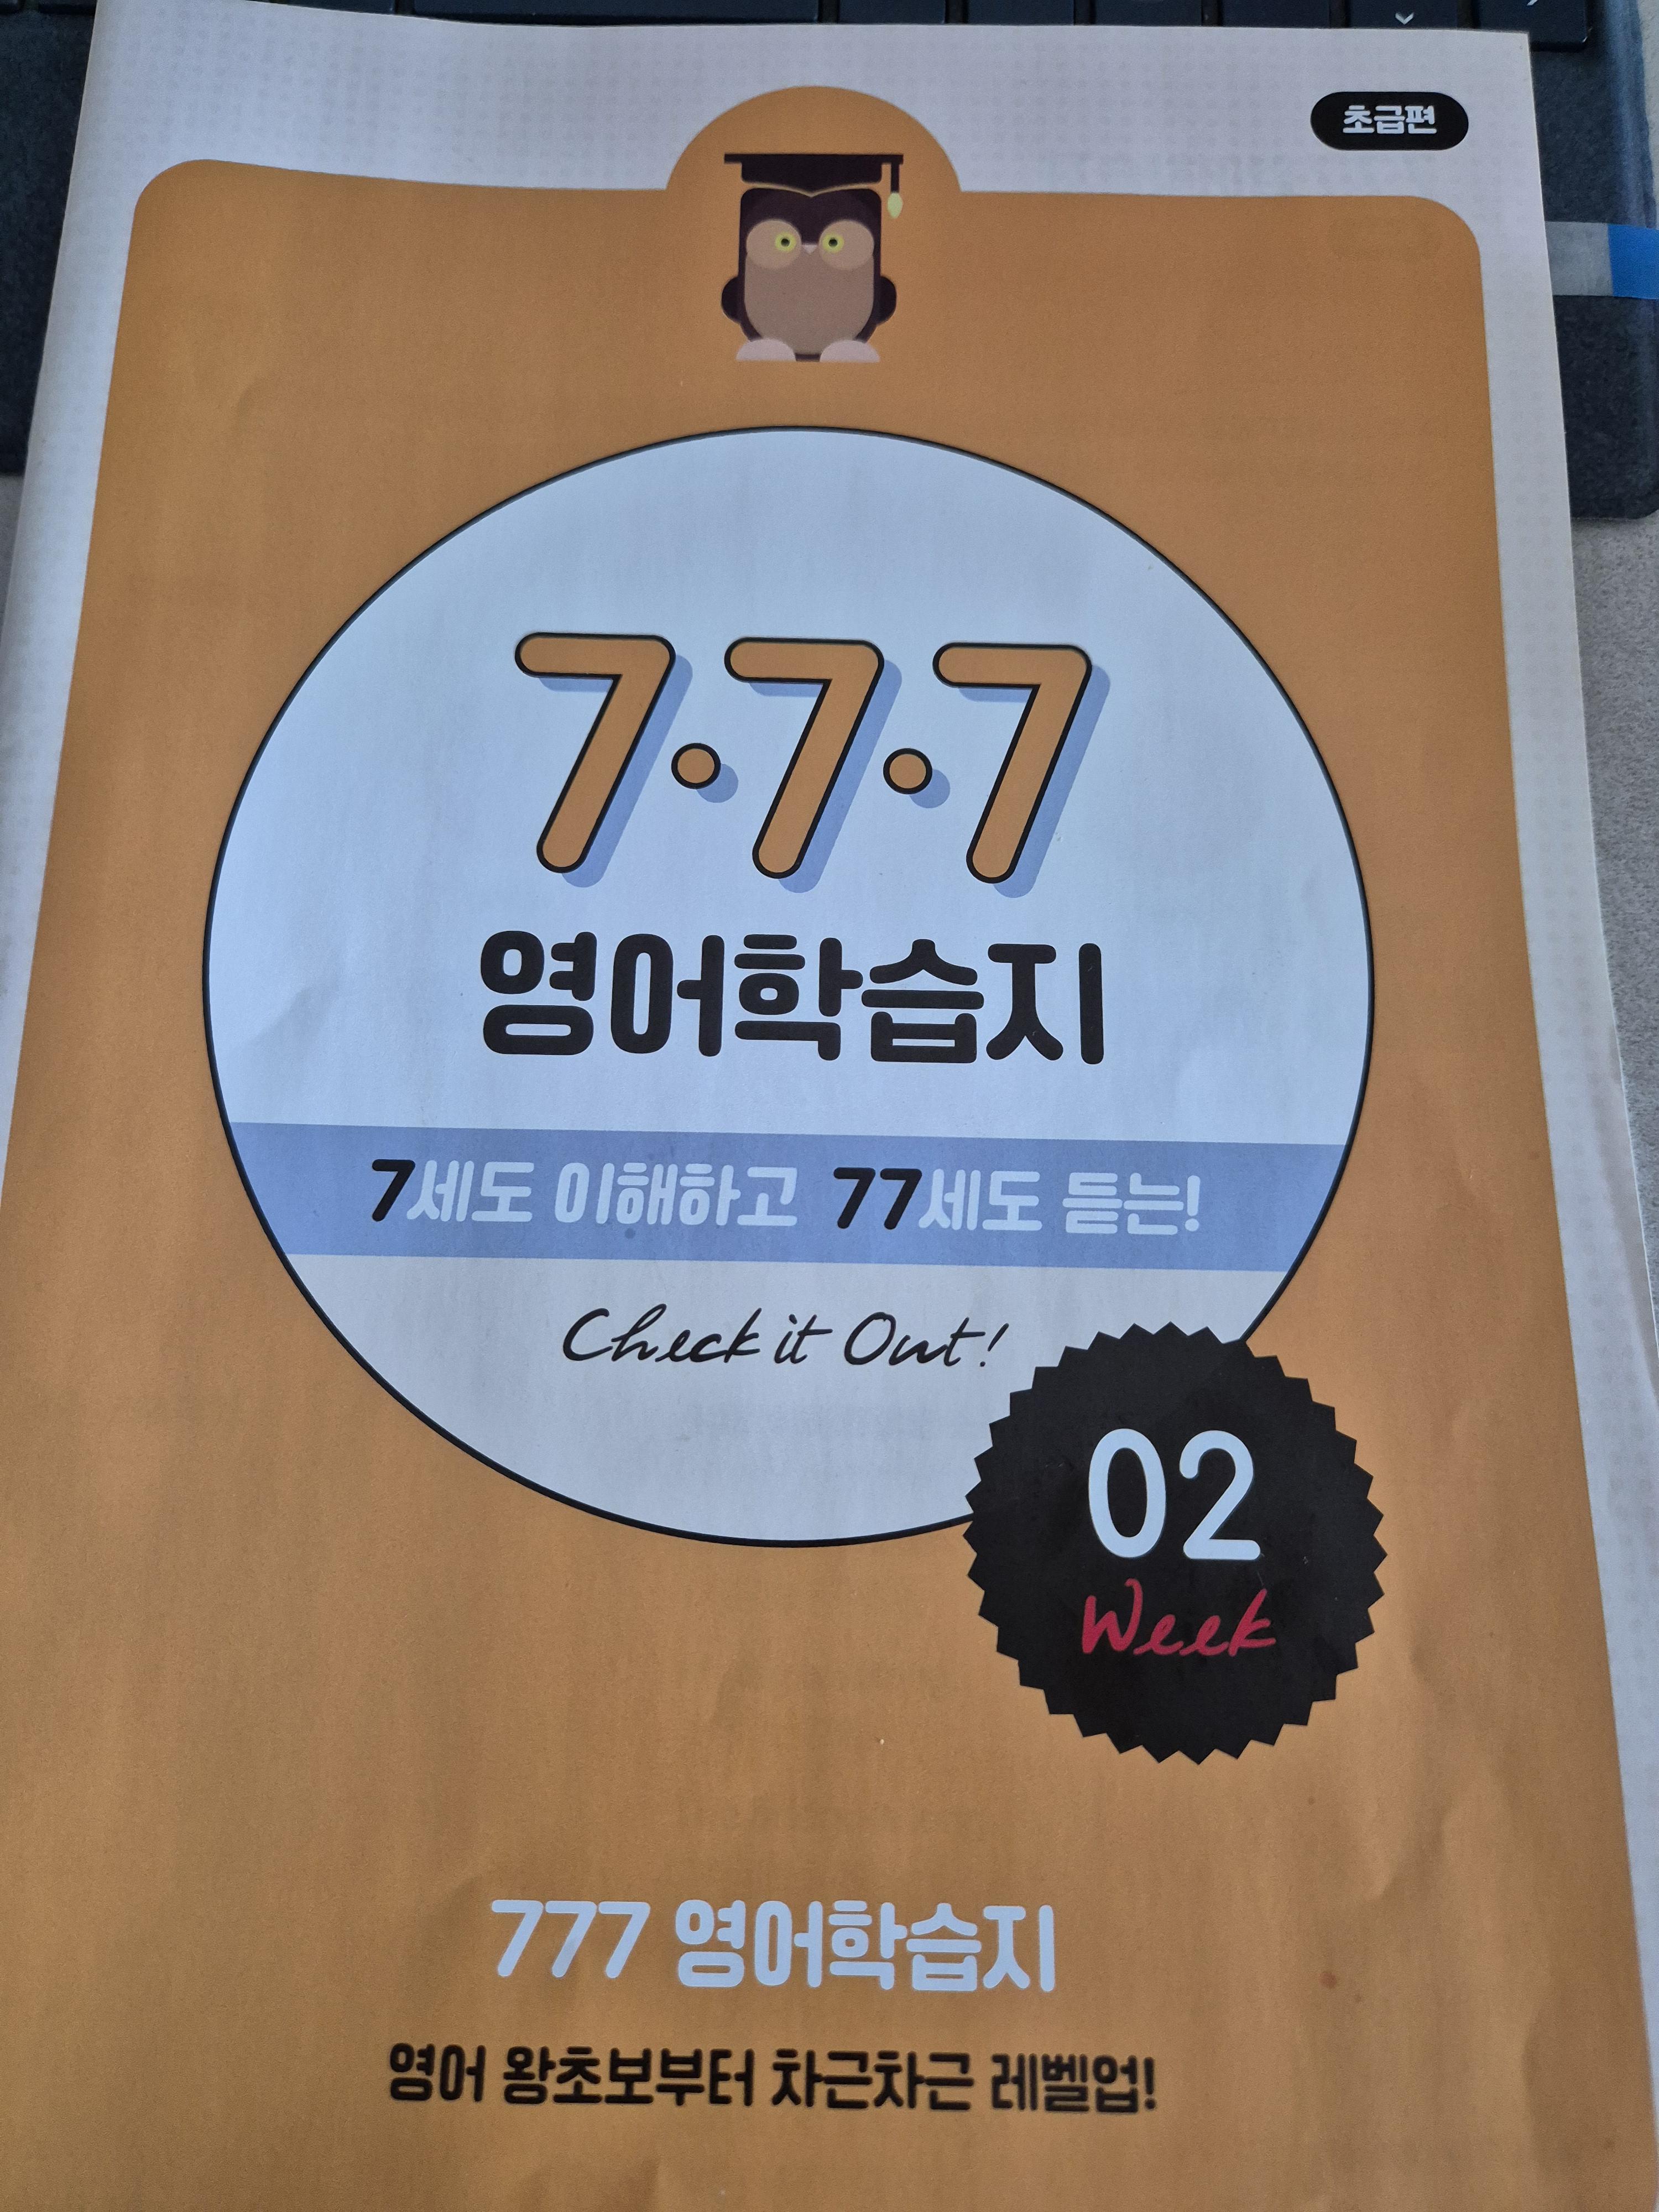 초급편
7·7·7
영어학습지
7세도 이해하고 77세도 듣는!
Check it Out!
02
Week
777 영어학습지
영어 왕초보부터 차근차근 레벨업!